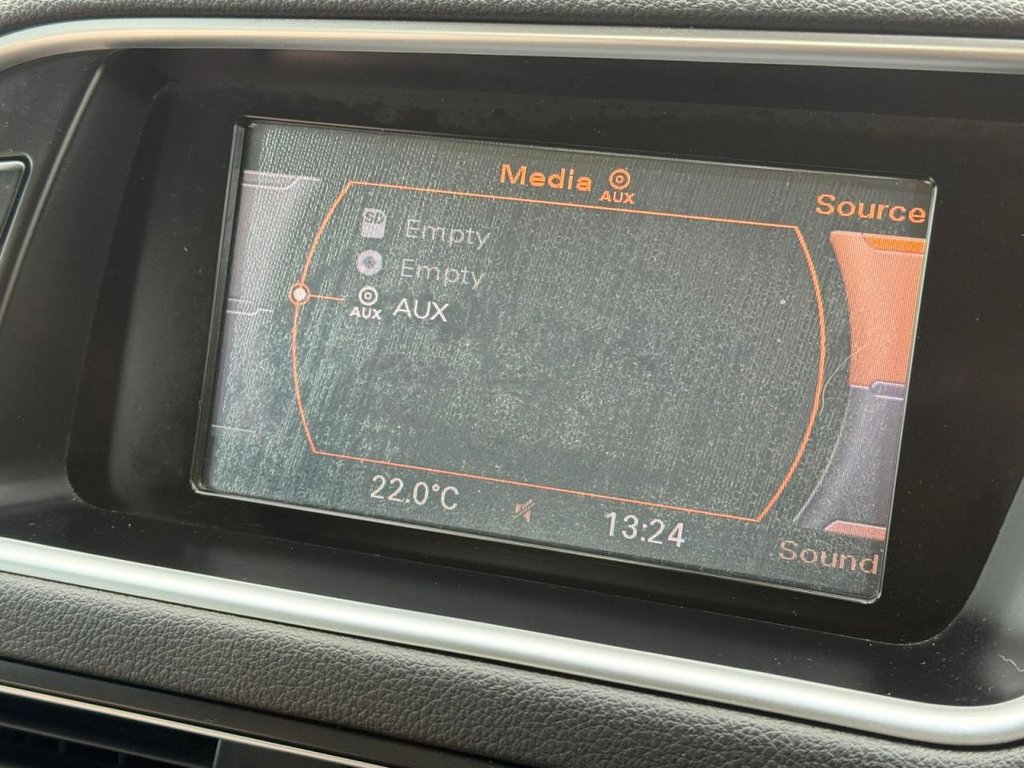 Media AUX
Source
SD Empty
Empty
AUX AUX
22.0°C 13:24
Sound